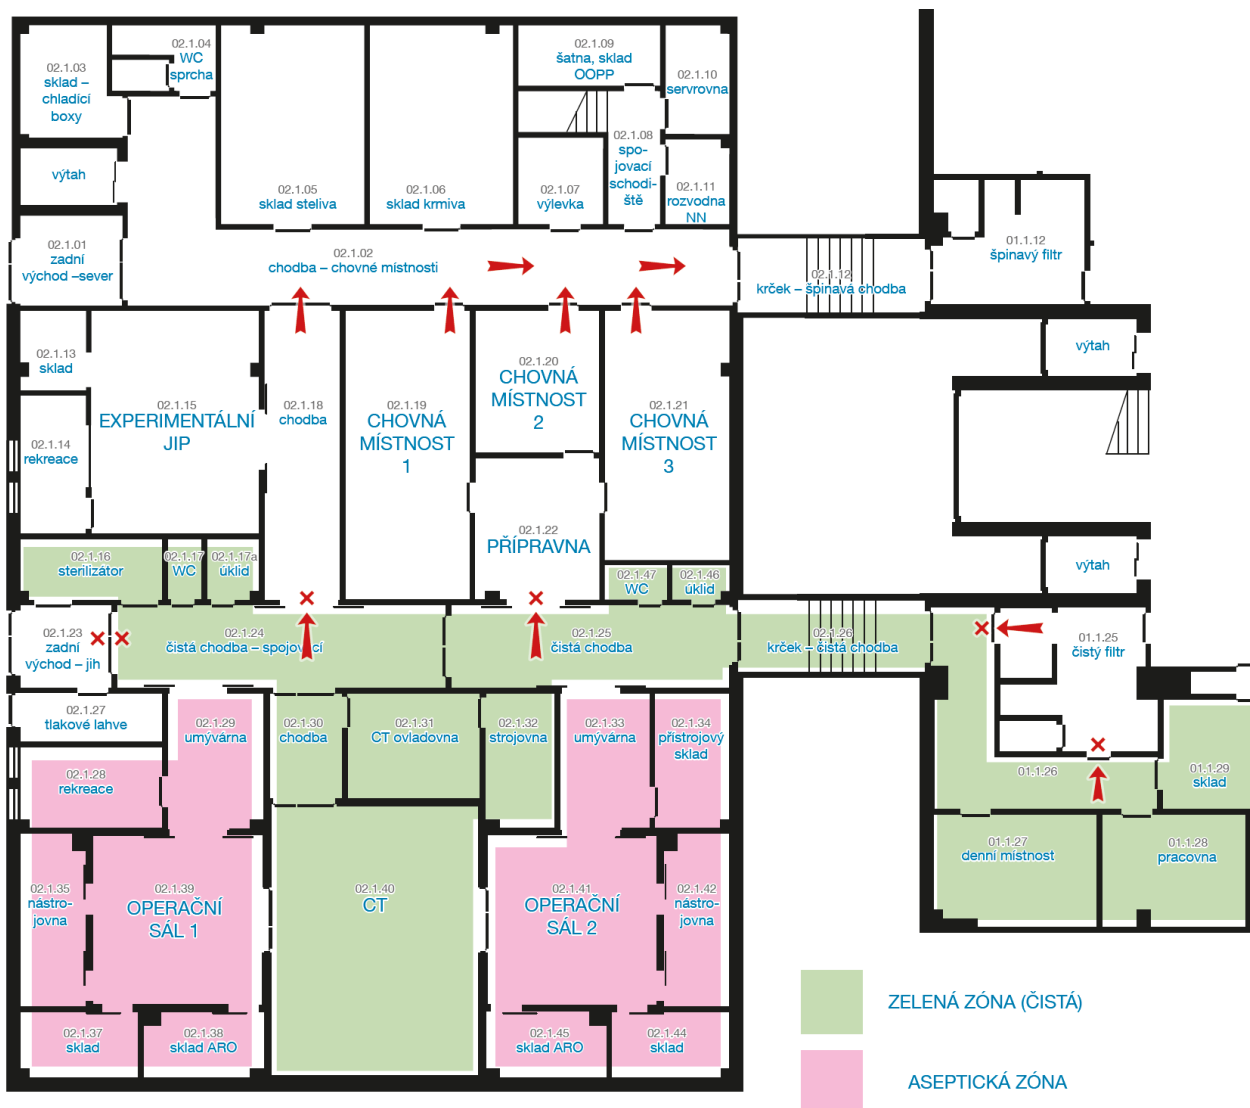 02.1.03
sklad –
chladící
boxy
02.1.04
WC
sprcha
02.1.09
šatna, sklad
OOPP
02.1.10
servrovna
02.1.08
spo-
jovací
schodi-
ště
výtah
02.1.05
sklad steliva
02.1.06
sklad krmiva
02.1.07
výlevka
02.1.11
rozvodna
NN
02.1.01
zadní
východ –sever
02.1.02
chodba – chovné místnosti
02.1.12
krček – špinavá chodba
01.1.12
špinavý filtr
výtah
02.1.13
sklad
02.1.15
EXPERIMENTÁLNÍ
JIP
02.1.14
rekreace
02.1.18
chodba
02.1.19
CHOVNÁ
MÍSTNOST
1
02.1.20
CHOVNÁ
MÍSTNOST
2
02.1.21
CHOVNÁ
MÍSTNOST
3
02.1.22
PŘÍPRAVNA
02.1.16
sterilizátor
02.1.17
WC
02.1.17a
úklid
02.1.47
WC
02.1.46
úklid
výtah
02.1.23
zadní
východ – jih
02.1.24
čistá chodba – spojovací
02.1.25
čistá chodba
02.1.26
krček – čistá chodba
01.1.25
čistý filtr
02.1.27
tlakové lahve
02.1.29
umývárna
02.1.30
chodba
02.1.31
CT ovladovna
02.1.32
strojovna
02.1.33
umývárna
02.1.34
přístrojový
sklad
02.1.28
rekreace
01.1.26
01.1.29
sklad
01.1.27
denní místnost
01.1.28
pracovna
02.1.35
nástro-
jovna
02.1.39
OPERAČNÍ
SÁL 1
02.1.40
CT
02.1.41
OPERAČNÍ
SÁL 2
02.1.42
nástro-
jovna
02.1.37
sklad
02.1.38
sklad ARO
02.1.45
sklad ARO
02.1.44
sklad
ZELENÁ ZÓNA (ČISTÁ)
ASEPTICKÁ ZÓNA